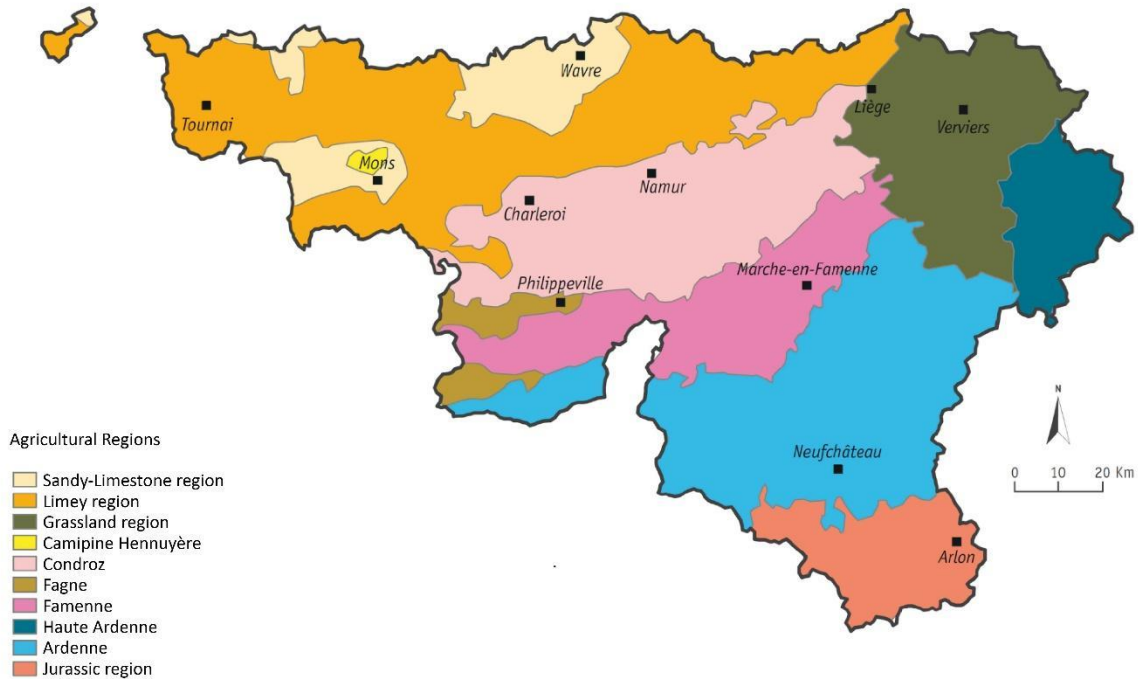 Wavre
Liège
Tournai
Verviers
Mons
Namur
Charleroi
Marche-en-Famenne
Philippeville
N
Neufchâteau
0 10 20 Km
Arlon
Agricultural Regions
Sandy-Limestone region
Limey region
Grassland region
Camipine Hennuyère
Condroz
Fagne
Famenne
Haute Ardenne
Ardenne
Jurassic region